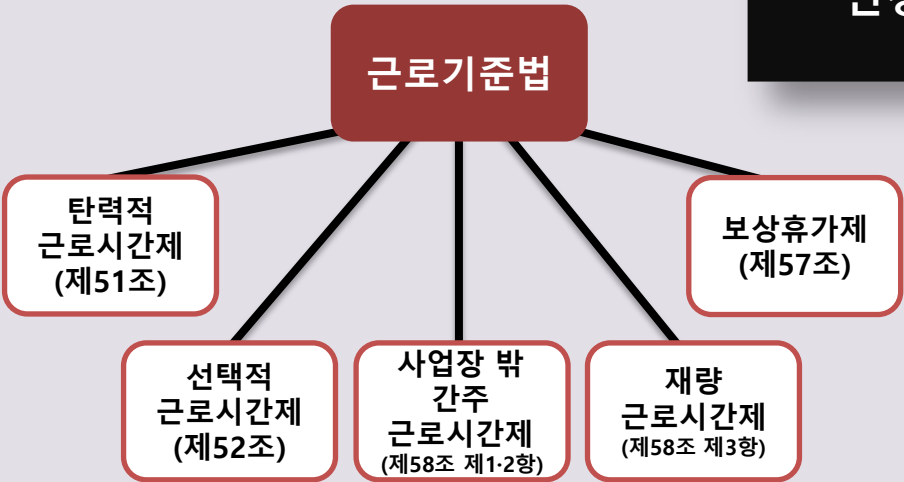 근로기준법
탄력적
근로시간제
(제51조)
보상휴가제
(제57조)
선택적
근로시간제
(제52조)
사업장 밖
간주
근로시간제
(제58조 제1·2항)
재량
근로시간제
(제58조 제3항)